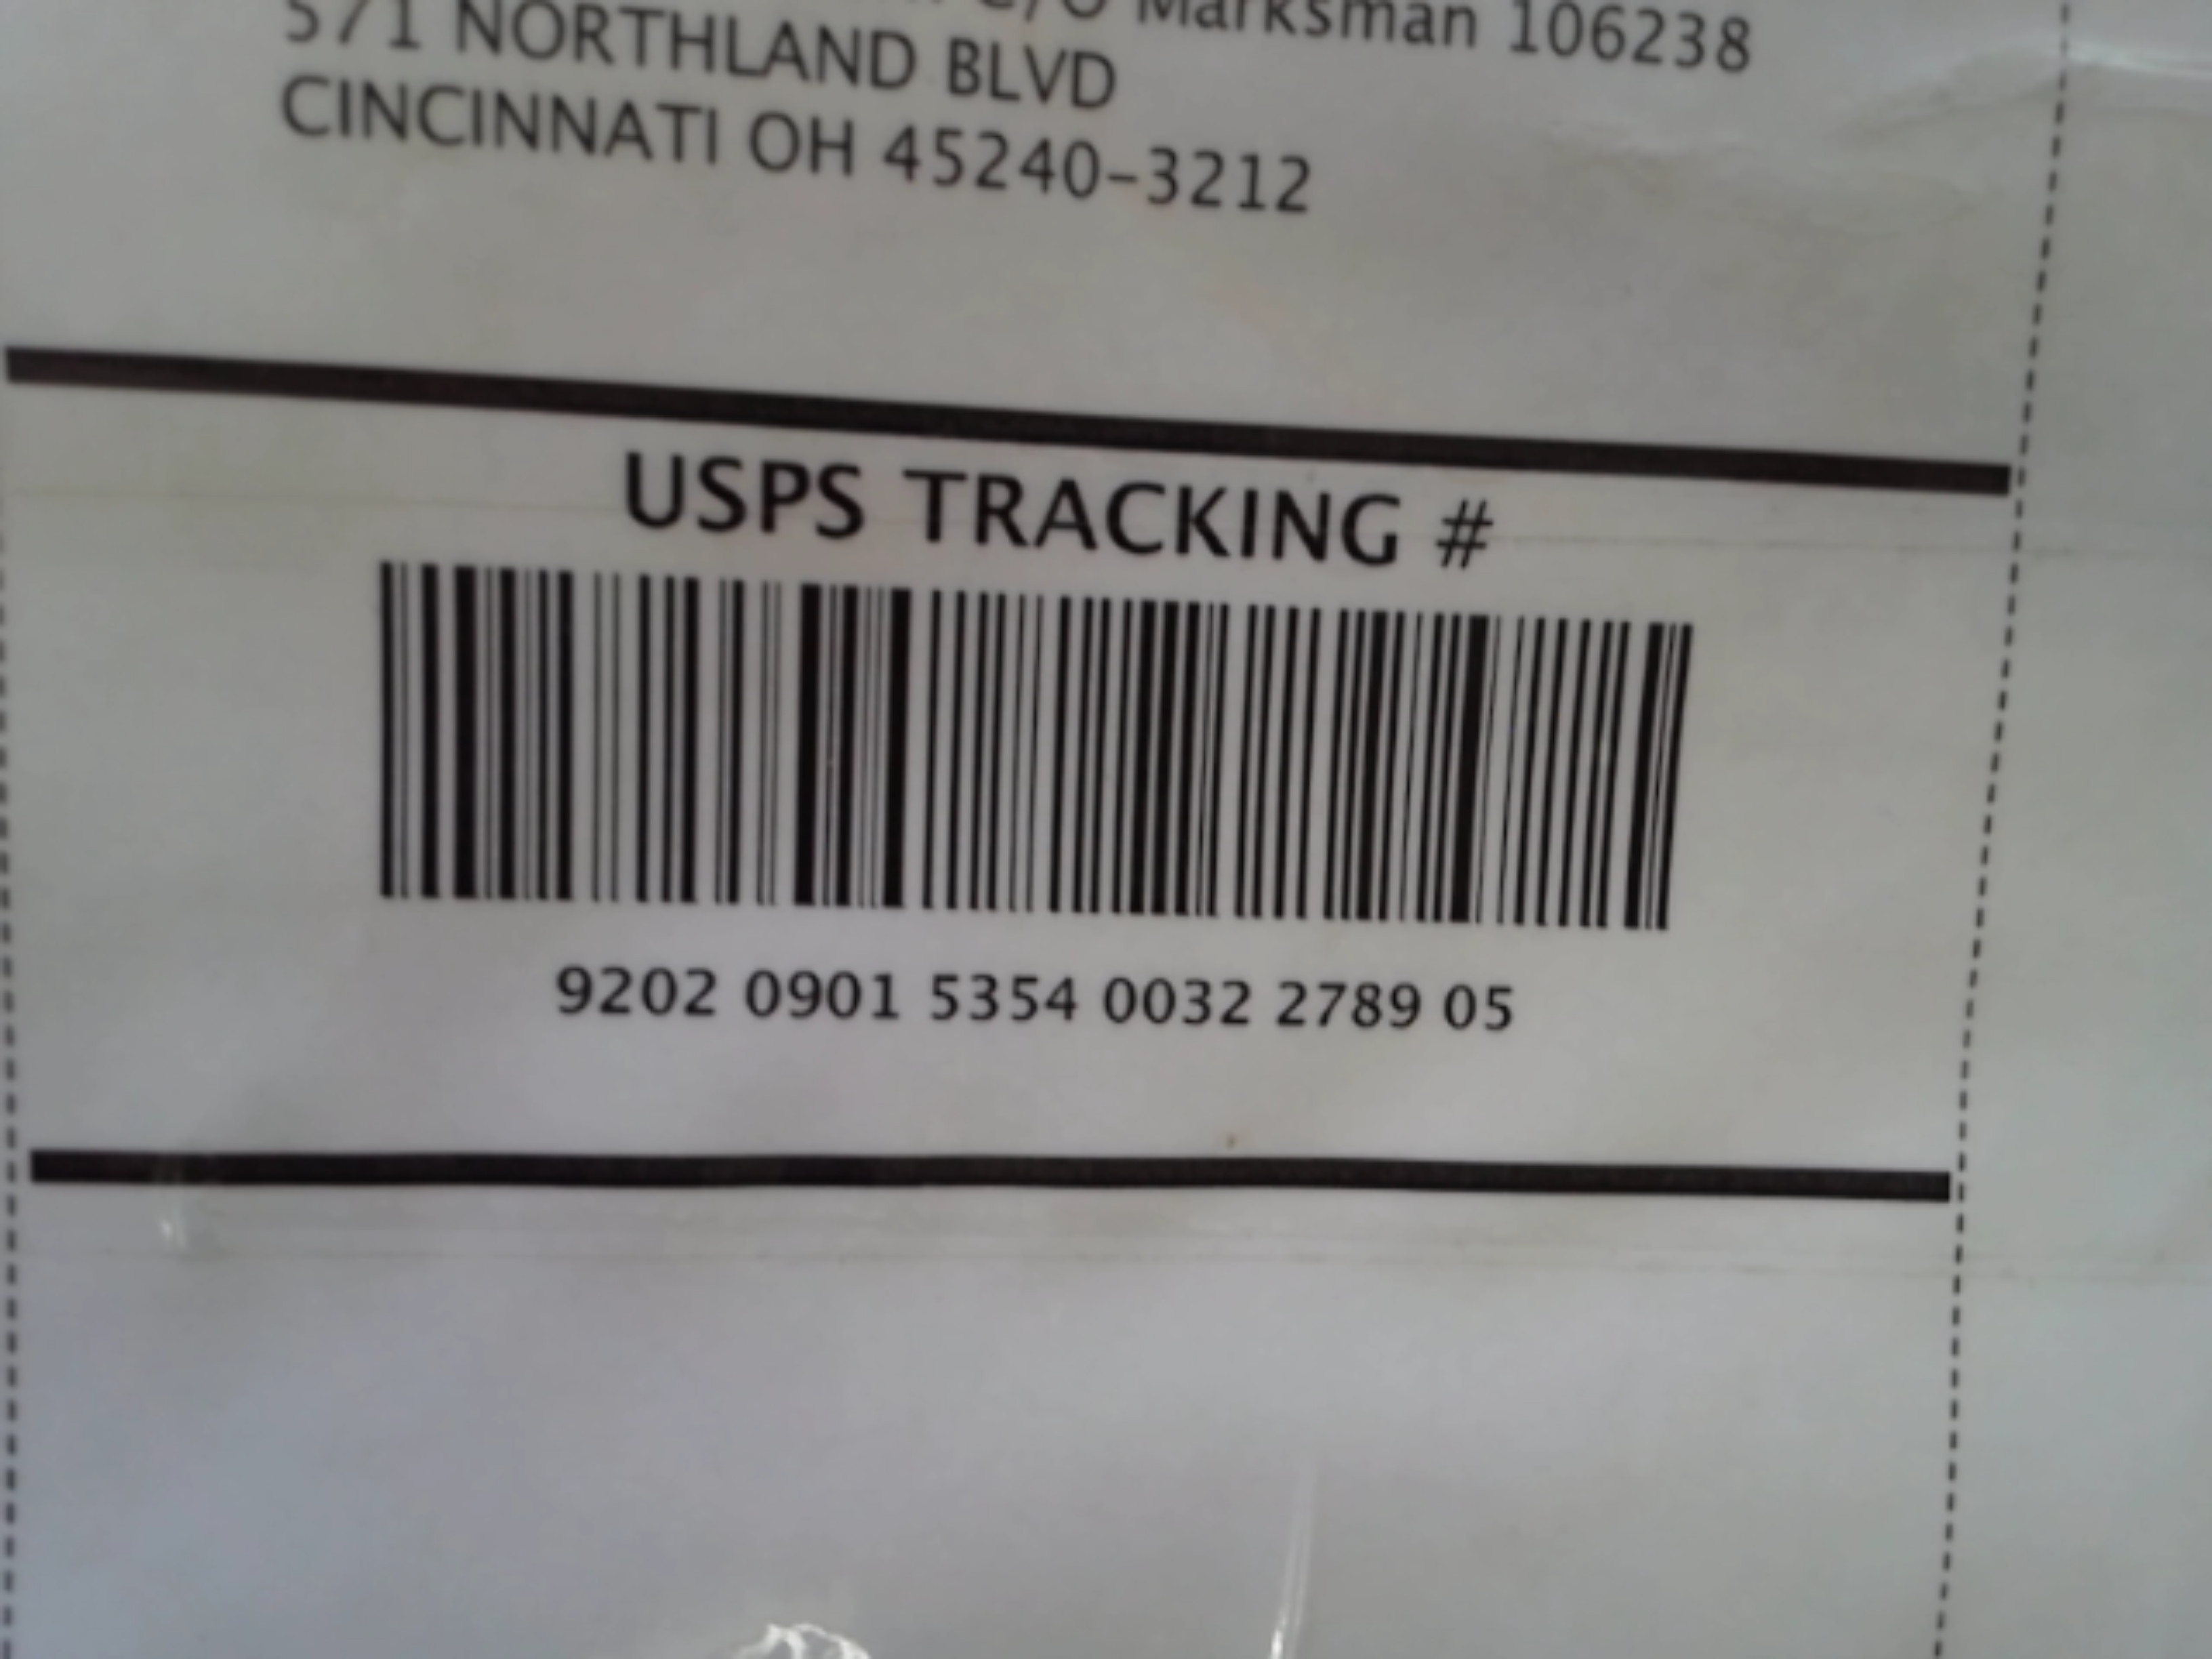 C/O Marksman 106238
571 NORTHLAND BLVD
CINCINNATI OH 45240-3212
USPS TRACKING #
9202 0901 5354 0032 2789 05